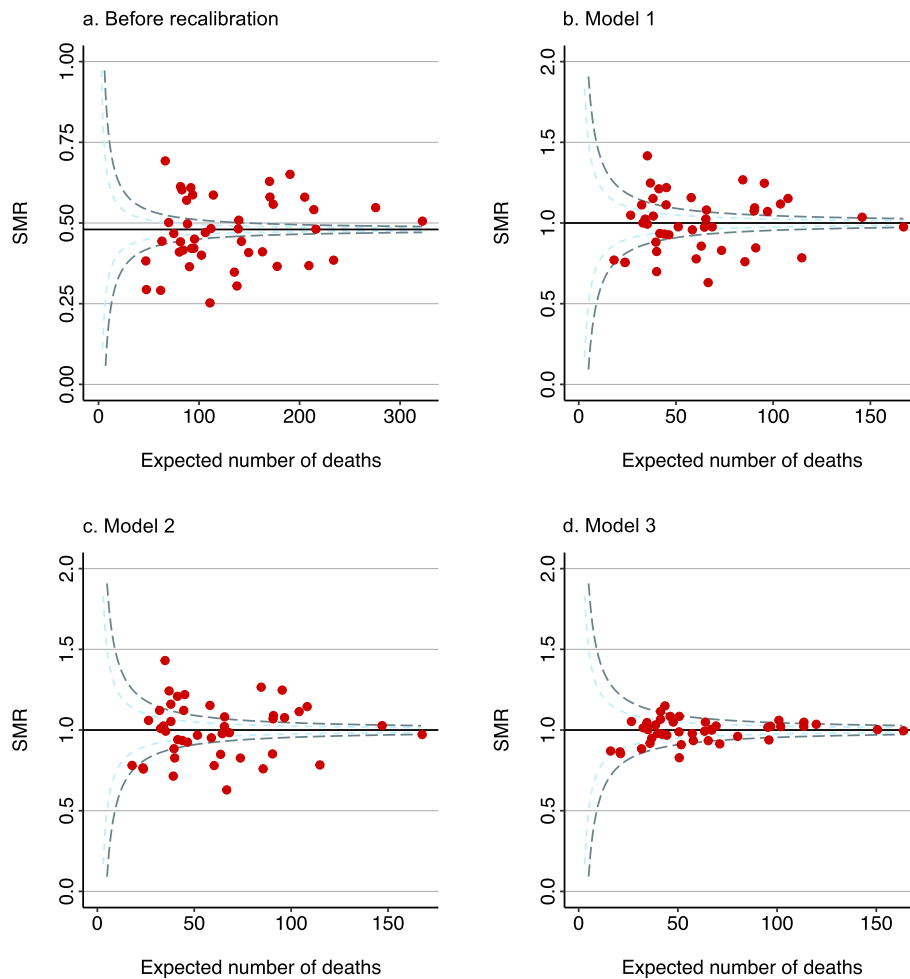 a. Before recalibration
SMR
1.00
0.75
0.50
0.25
0.00
0 100 200 300
Expected number of deaths
b. Model 1
SMR
2.0
1.5
1.0
0.5
0.0
0 50 100 150
Expected number of deaths
c. Model 2
SMR
2.0
1.5
1.0
0.5
0.0
0 50 100 150
Expected number of deaths
d. Model 3
SMR
2.0
1.5
1.0
0.5
0.0
0 50 100 150
Expected number of deaths